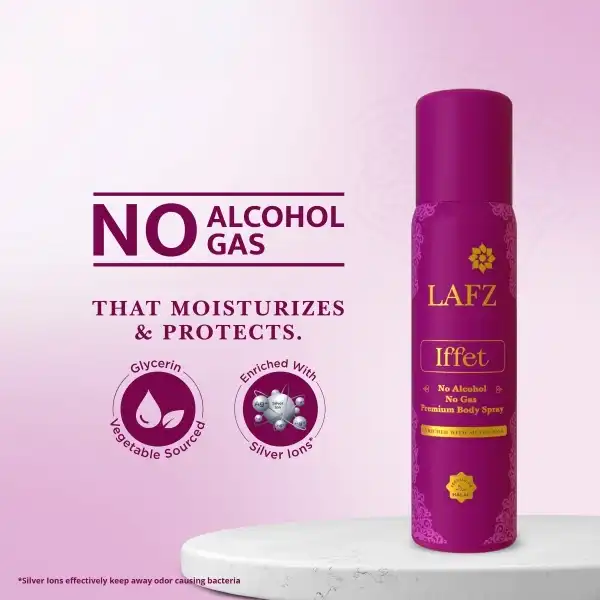 NO ALCOHOL
GAS
THAT MOISTURIZES
& PROTECTS.
Glycerin
Vegetable Sourced
Enriched With
Silver Ions*
LAFZ
Iffet
No Alcohol
No Gas
Premium Body Spray
*Silver Ions effectively keep away odor causing bacteria